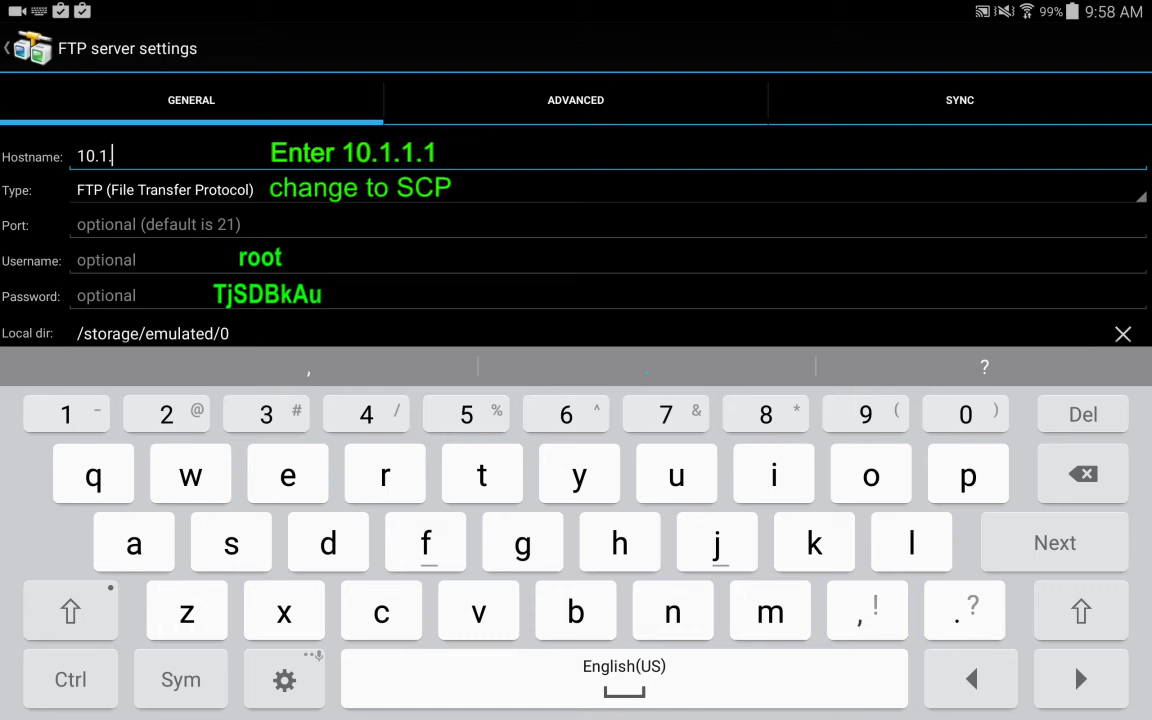 99% 9:58 AM
FTP server settings
GENERAL ADVANCED SYNC
Hostname: 10.1. Enter 10.1.1.1
Type: FTP (File Transfer Protocol) change to SCP
Port: optional (default is 21)
Username: optional root
Password: optional TjSDBkAu
Local dir: /storage/emulated/0
, . ?
1 - 2 @ 3 # 4 / 5 % 6 ^ 7 & 8 * 9 ( 0 ) Del
q w e r t y u i o p
a s d f g h j k l Next
z x c v b n m , ! . ?
Ctrl Sym English(US)